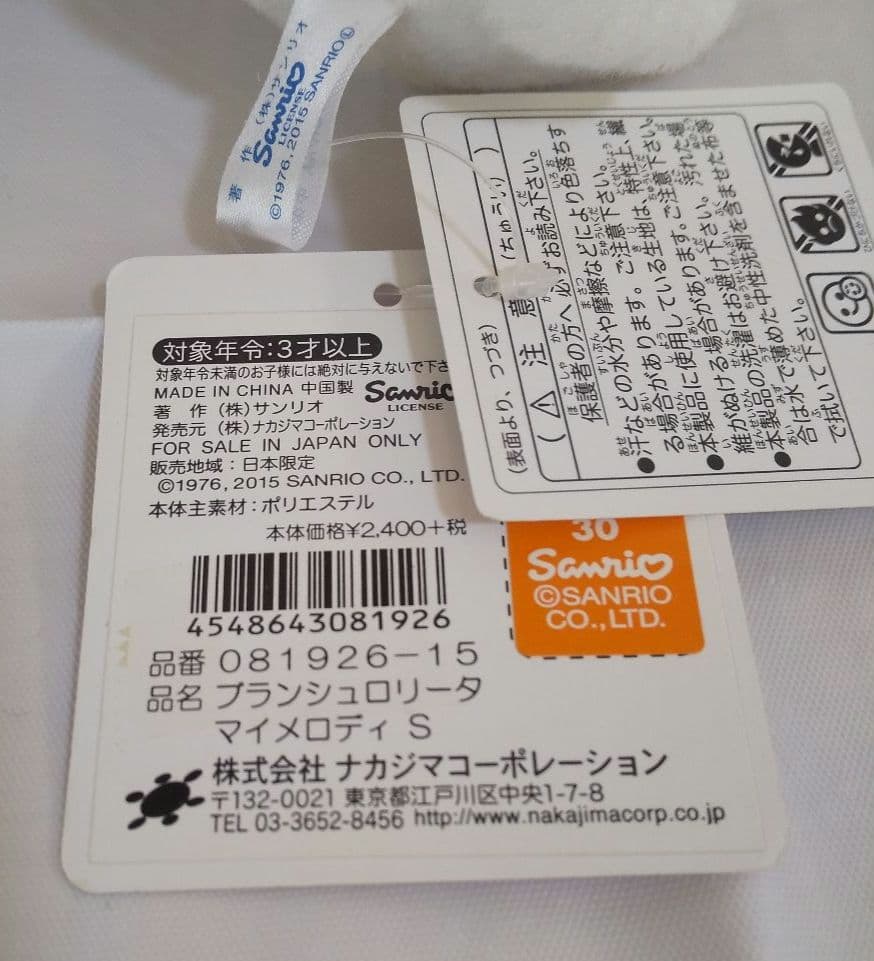 著 作 (株)サンリオ
Sanrio
LICENSE
©1976, 2015 SANRIO Ⓛ
対象年令:3才以上
対象年令未満のお子様には絶対に与えないで下さ
MADE IN CHINA 中国製
Sanrio
LICENSE
著 作 (株)サンリオ
発売元 (株)ナカジマコーポレーション
FOR SALE IN JAPAN ONLY
販売地域:日本限定
©1976, 2015 SANRIO CO., LTD.
本体主素材:ポリエステル
本体価格¥2,400+税
4548643081926
品番 081926-15
品名 ブランシュロリータ
マイメロディ S
株式会社 ナカジマコーポレーション
〒132-0021 東京都江戸川区中央1-7-8
TEL 03-3652-8456 http://www.nakajimacorp.co.jp
30
Sanrio
©SANRIO
CO.,LTD.
(表面より、つづき)
(⚠ 注 意 (ちゅうい) )
保護者の方へ 必ずお読み下さい。
●汗などの水分や摩擦などにより色落ちす
る場合があります。ご注意下さい。
●本製品に使用している生地は、特性上、繊
維がぬける場合があります。ご注意下さい。
●本製品の洗濯はお避け下さい。汚れた場
合は水で薄めた中性洗剤を含ませた布等
で拭いて下さい。